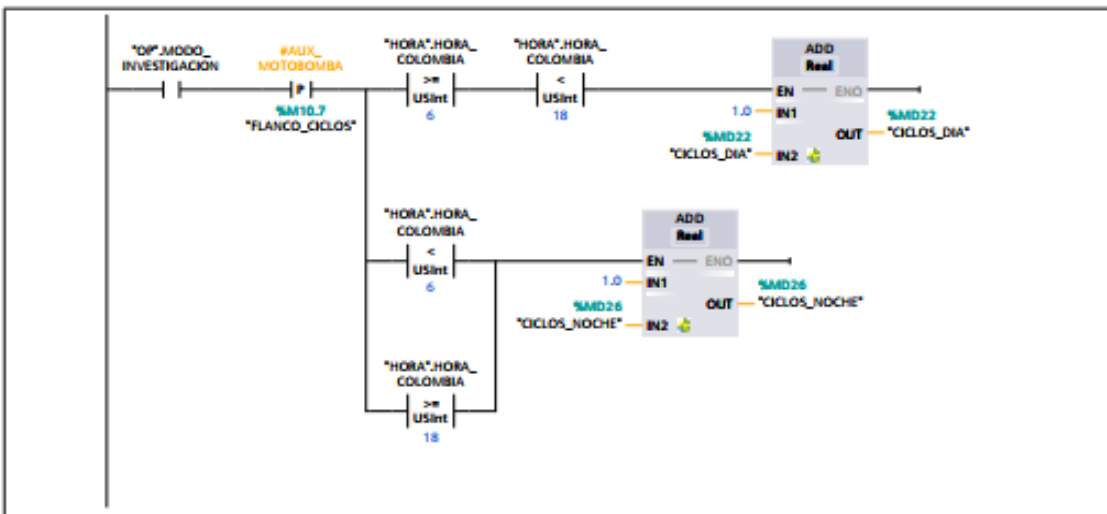 "OP".MODO_
INVESTIGACION
#AUX_
MOTOBOMBA
P
%M10.7
"FLANCO_CICLOS"
"HORA".HORA_
COLOMBIA
>=
USInt
6
"HORA".HORA_
COLOMBIA
<
USInt
18
ADD
Real
EN
ENO
1.0
IN1
OUT
%MD22
"CICLOS_DIA"
%MD22
"CICLOS_DIA"
IN2
"HORA".HORA_
COLOMBIA
<
USInt
6
ADD
Real
EN
ENO
1.0
IN1
OUT
%MD26
"CICLOS_NOCHE"
%MD26
"CICLOS_NOCHE"
IN2
"HORA".HORA_
COLOMBIA
>=
USInt
18